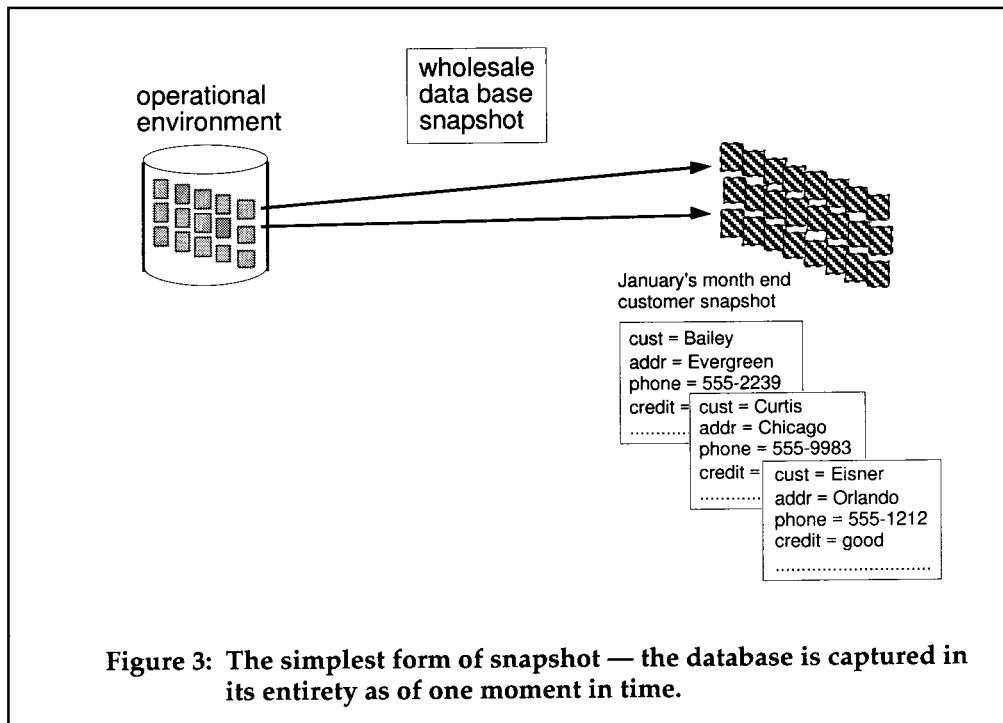 wholesale
data base
snapshot
operational
environment
January's month end
customer snapshot
cust = Bailey
addr = Evergreen
phone = 555-2239
credit =
..............
cust = Curtis
addr = Chicago
phone = 555-9983
credit =
..............
cust = Eisner
addr = Orlando
phone = 555-1212
credit = good
..............................
Figure 3: The simplest form of snapshot — the database is captured in
its entirety as of one moment in time.